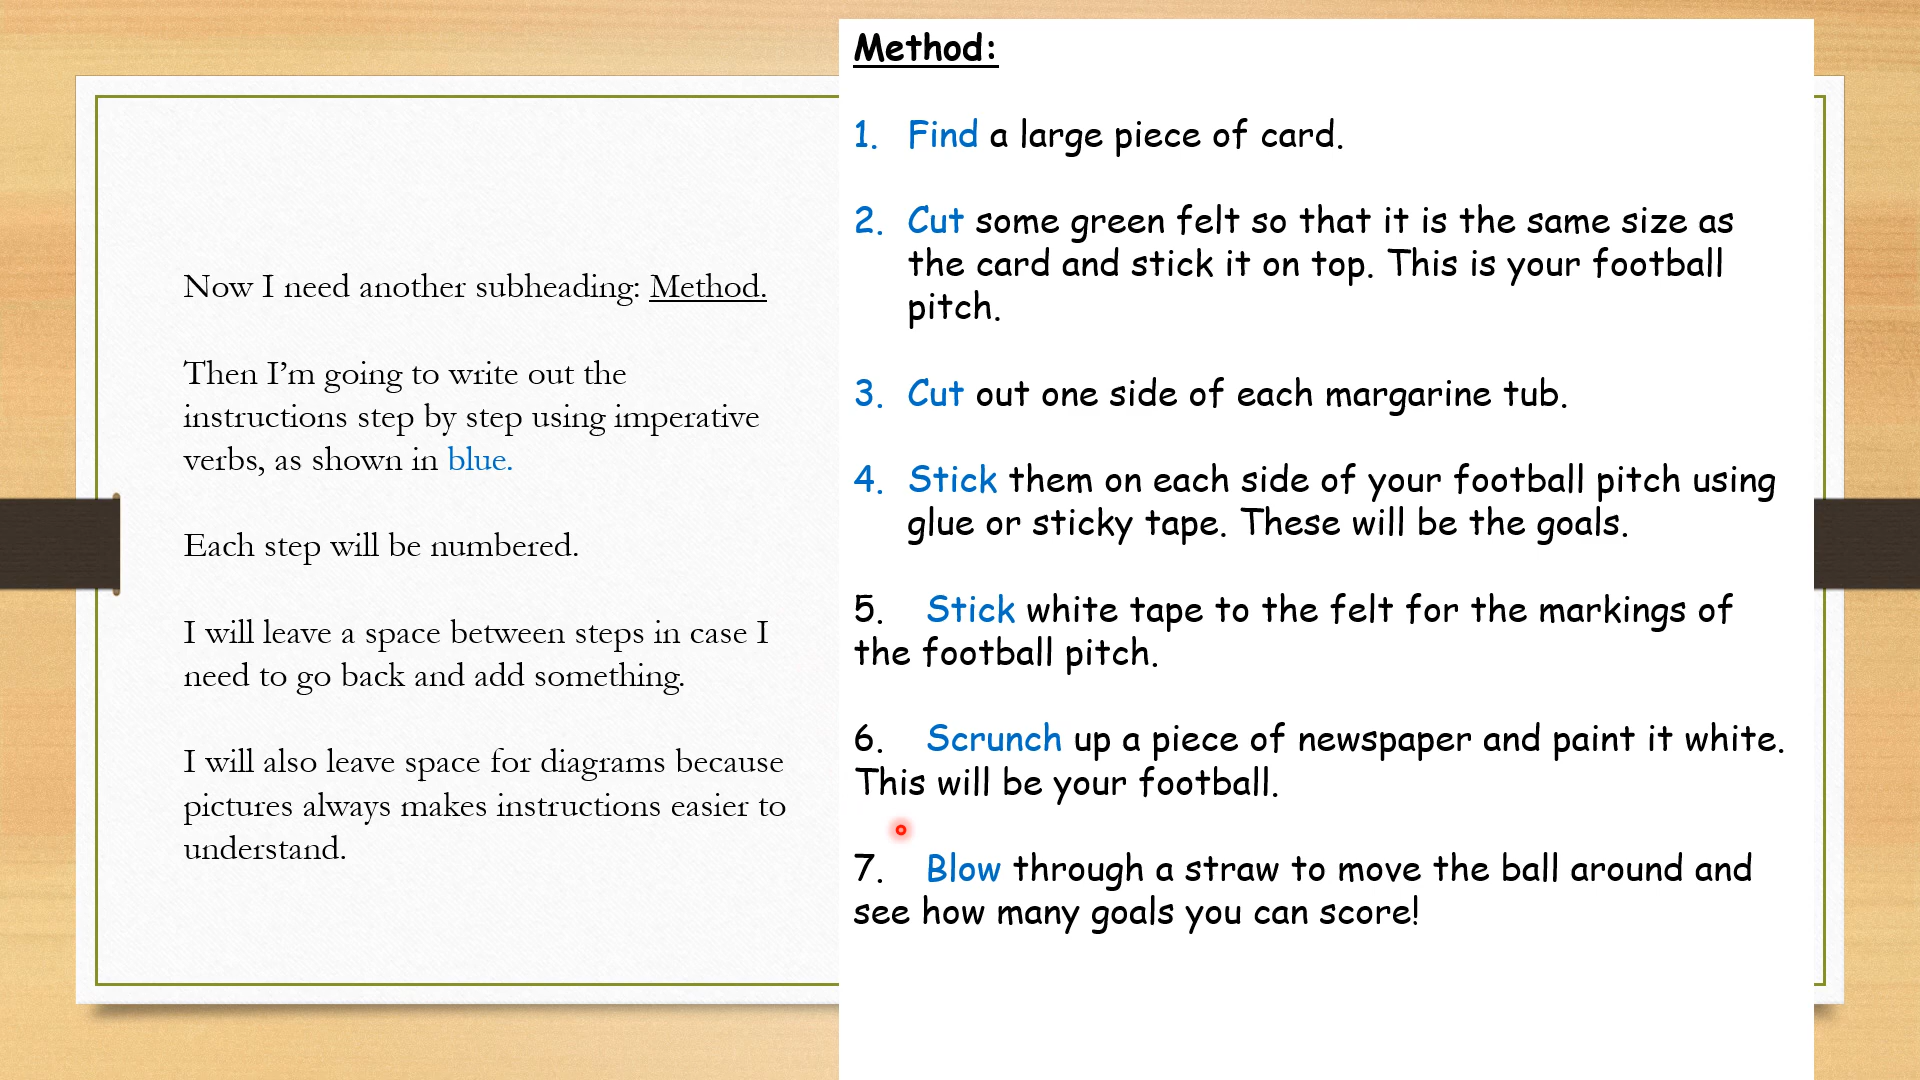 Now I need another subheading: Method.
Then I’m going to write out the
instructions step by step using imperative
verbs, as shown in blue.
Each step will be numbered.
I will leave a space between steps in case I
need to go back and add something.
I will also leave space for diagrams because
pictures always makes instructions easier to
understand.
Method:
1. Find a large piece of card.
2. Cut some green felt so that it is the same size as
the card and stick it on top. This is your football
pitch.
3. Cut out one side of each margarine tub.
4. Stick them on each side of your football pitch using
glue or sticky tape. These will be the goals.
5. Stick white tape to the felt for the markings of
the football pitch.
6. Scrunch up a piece of newspaper and paint it white.
This will be your football.
7. Blow through a straw to move the ball around and
see how many goals you can score!